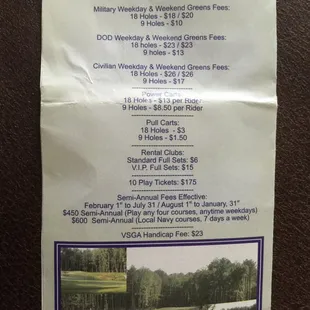 Military Weekday & Weekend Greens Fees:
18 Holes - $18 / $20
9 Holes - $10
DOD Weekday & Weekend Greens Fees:
18 holes - $23 / $23
9 holes - $13
Civilian Weekday & Weekend Greens Fees:
18 Holes - $26 / $26
9 Holes - $17
Power Carts:
18 Holes - $13 per Rider
9 Holes - $8.50 per Rider
Pull Carts:
18 Holes - $3
9 Holes - $1.50
Rental Clubs:
Standard Full Sets: $6
V.I.P. Full Sets: $15
10 Play Tickets: $175
Semi-Annual Fees Effective:
February 1st to July 31 / August 1st to January, 31st
$450 Semi-Annual (Play any four courses, anytime weekdays)
$600 Semi-Annual (Local Navy courses, 7 days a week)
VSGA Handicap Fee: $23